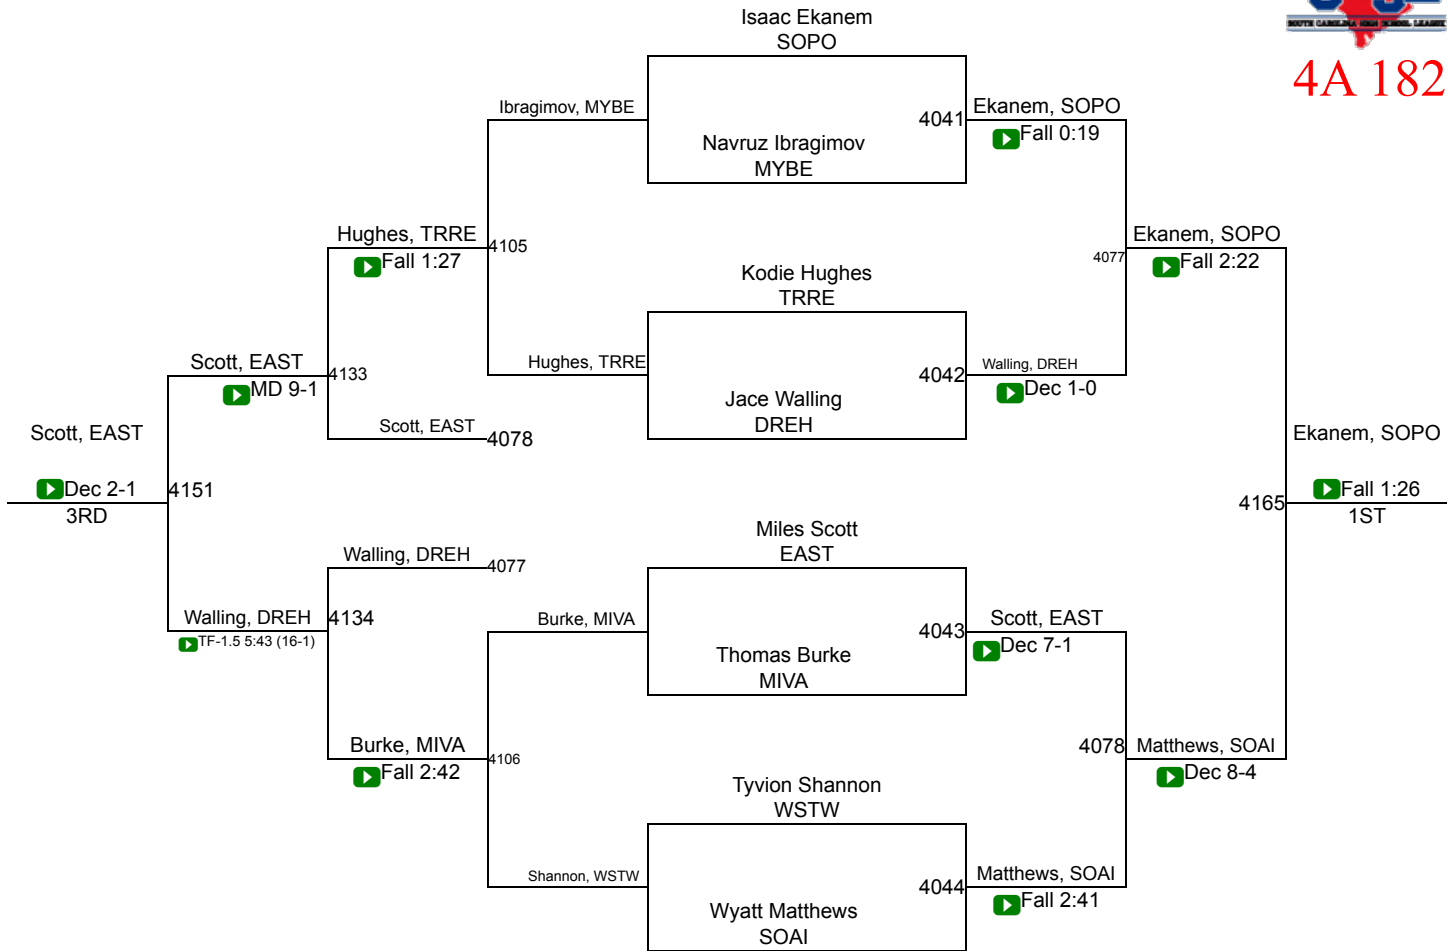 Isaac Ekanem
SOPO
SOUTH CAROLINA HIGH SCHOOL LEAGUE
4A 182
Ibragimov, MYBE
4041
Ekanem, SOPO
Fall 0:19
Navruz Ibragimov
MYBE
Hughes, TRRE
4105
Fall 1:27
Ekanem, SOPO
4077
Fall 2:22
Kodie Hughes
TRRE
Scott, EAST
4133
MD 9-1
Hughes, TRRE
4042
Walling, DREH
Dec 1-0
Jace Walling
DREH
Scott, EAST
4078
Scott, EAST
Dec 2-1
4151
3RD
Ekanem, SOPO
4165
Fall 1:26
1ST
Miles Scott
EAST
Walling, DREH
4077
Walling, DREH
4134
TF-1.5 5:43 (16-1)
Burke, MIVA
4043
Scott, EAST
Dec 7-1
Thomas Burke
MIVA
Burke, MIVA
4106
Fall 2:42
4078
Matthews, SOAI
Dec 8-4
Tyvion Shannon
WSTW
Shannon, WSTW
4044
Matthews, SOAI
Fall 2:41
Wyatt Matthews
SOAI